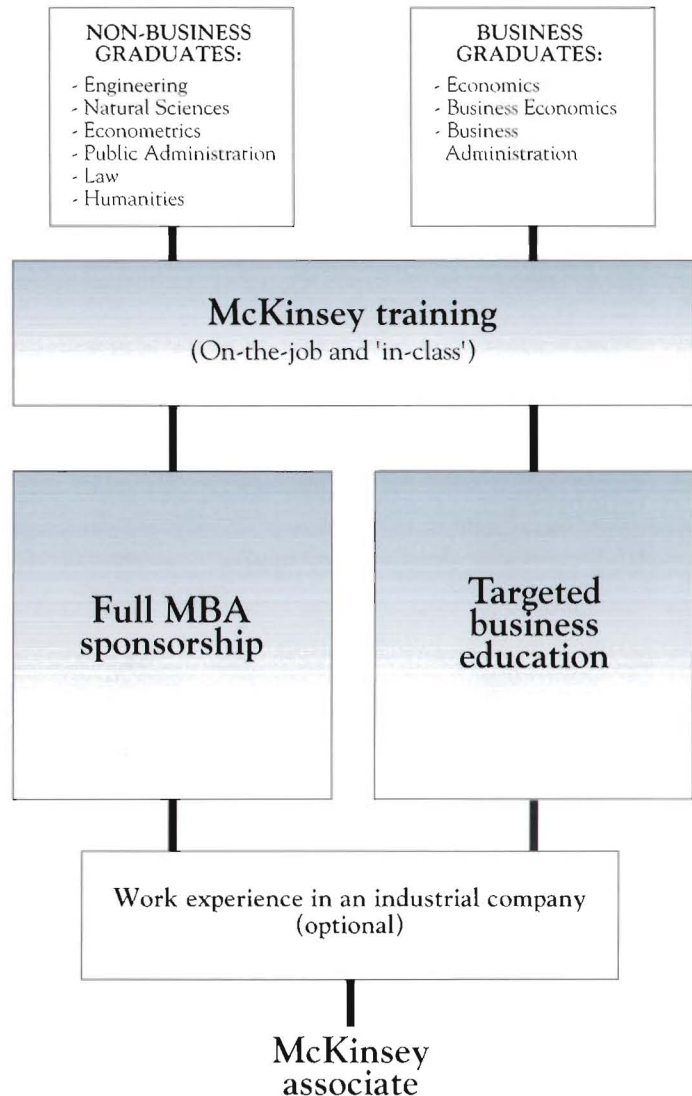 NON-BUSINESS
GRADUATES:
- Engineering
- Natural Sciences
- Econometrics
- Public Administration
- Law
- Humanities
BUSINESS
GRADUATES:
- Economics
- Business Economics
- Business
Administration
McKinsey training
(On-the-job and 'in-class')
Full MBA
sponsorship
Targeted
business
education
Work experience in an industrial company
(optional)
McKinsey
associate